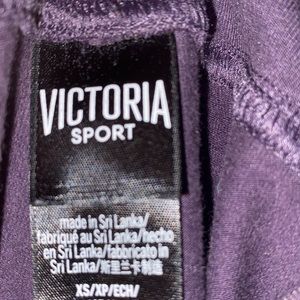 VICTORIA
SPORT
made in Sri Lanka/
fabriqué au Sri Lanka/hecho
en Sri Lanka/fabricato in
Sri Lanka/斯里兰卡制造
XS/XP/ECH/